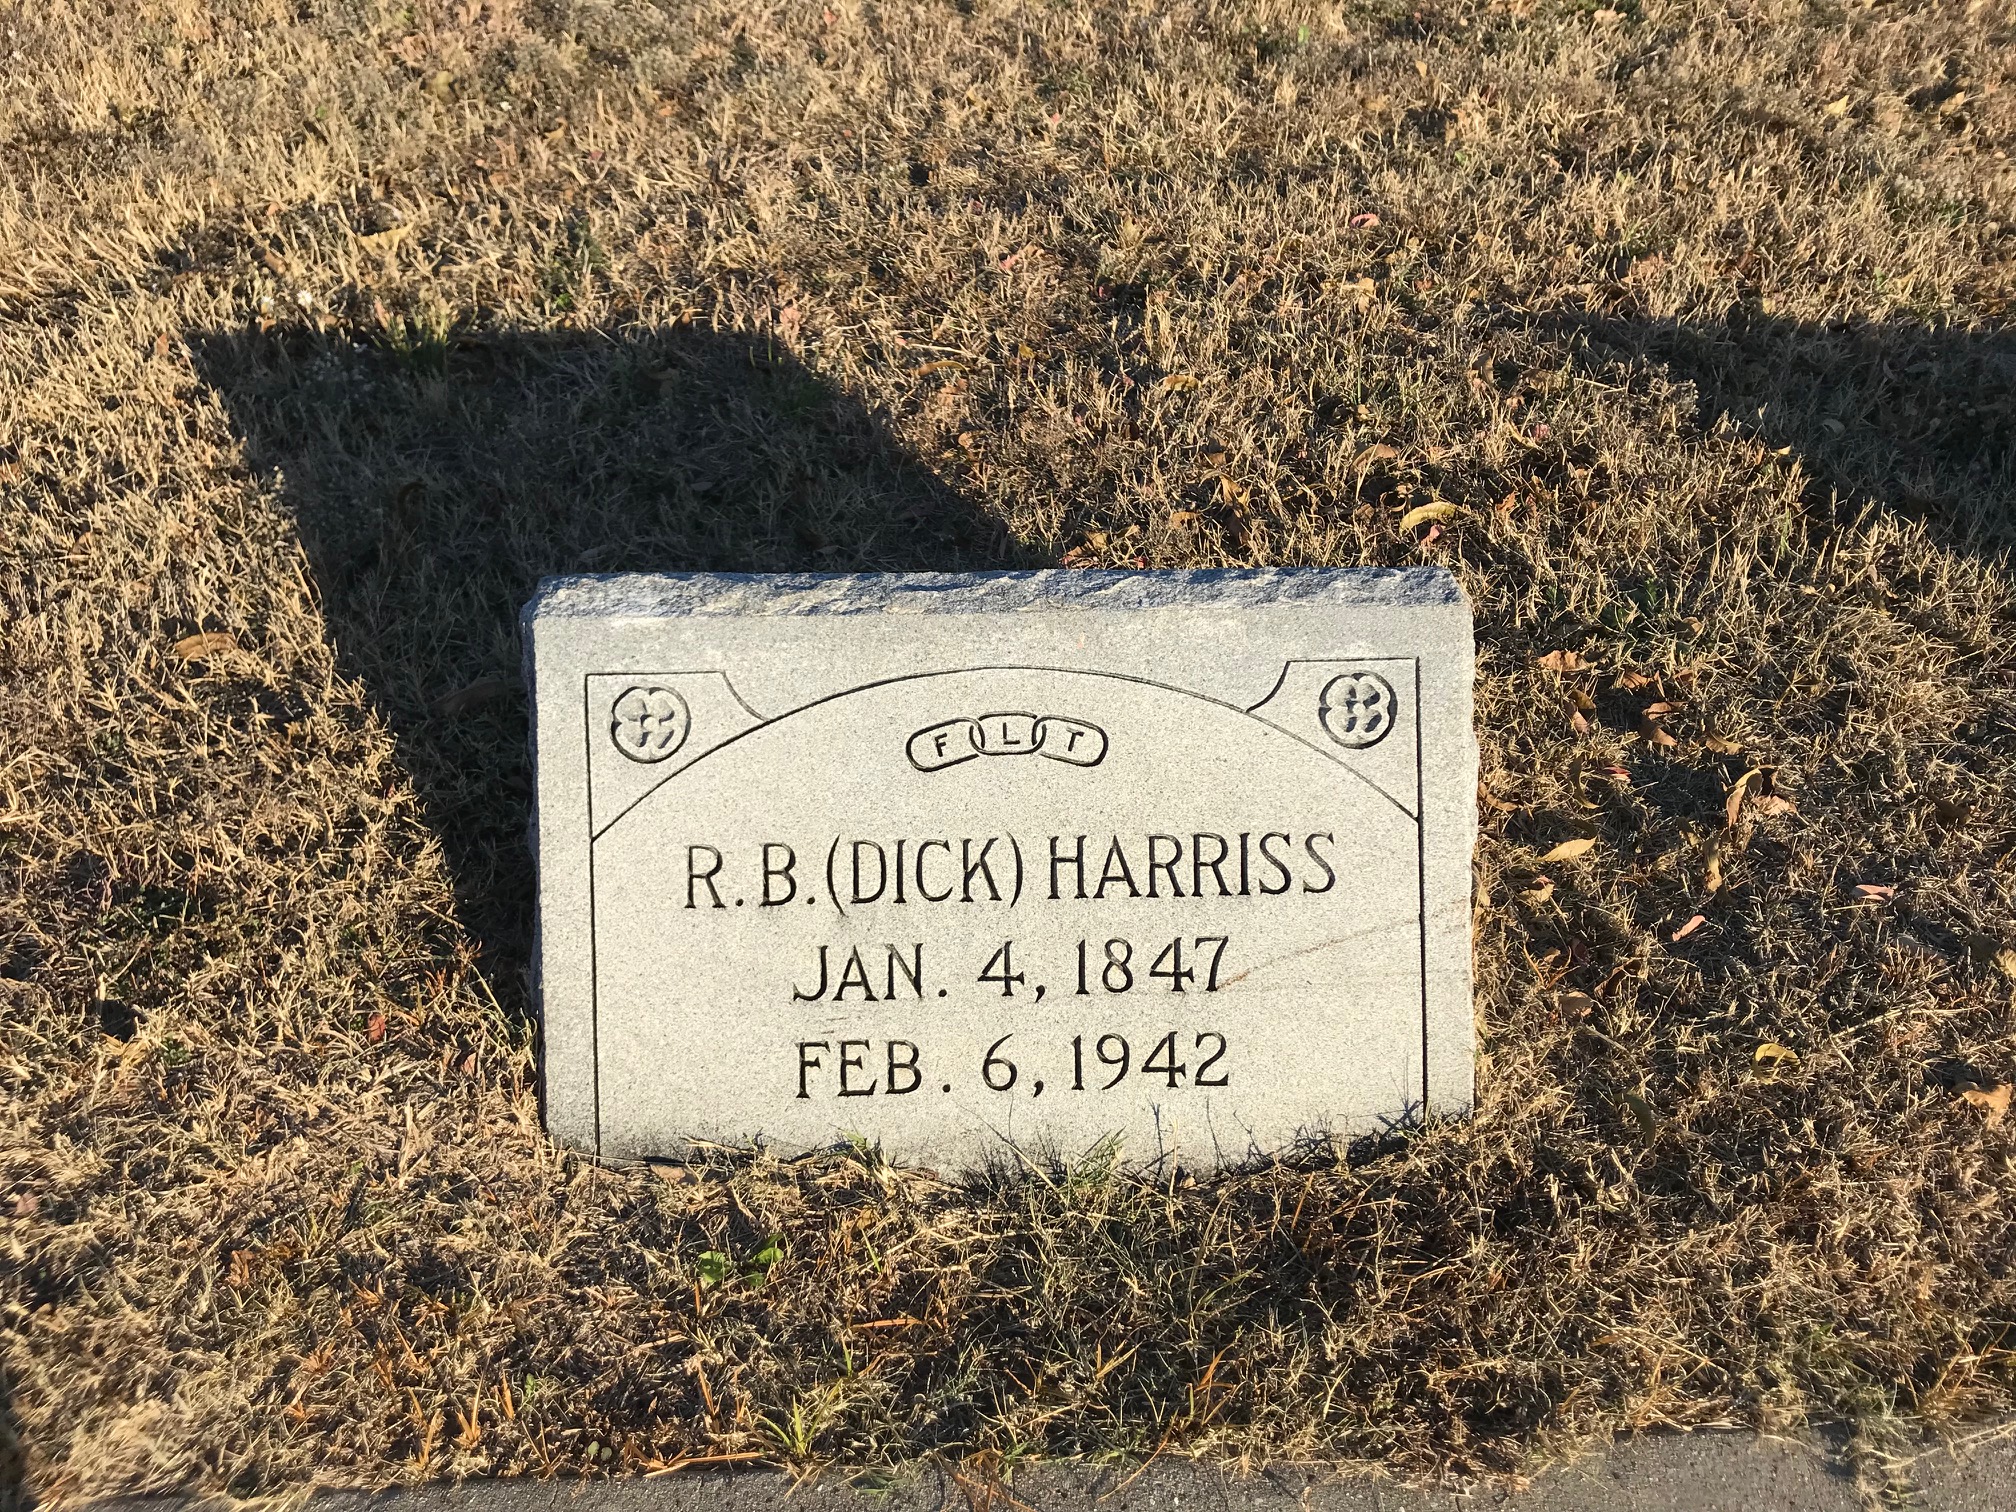 F L T
R. B. (DICK) HARRISS
JAN. 4, 1847
FEB. 6, 1942